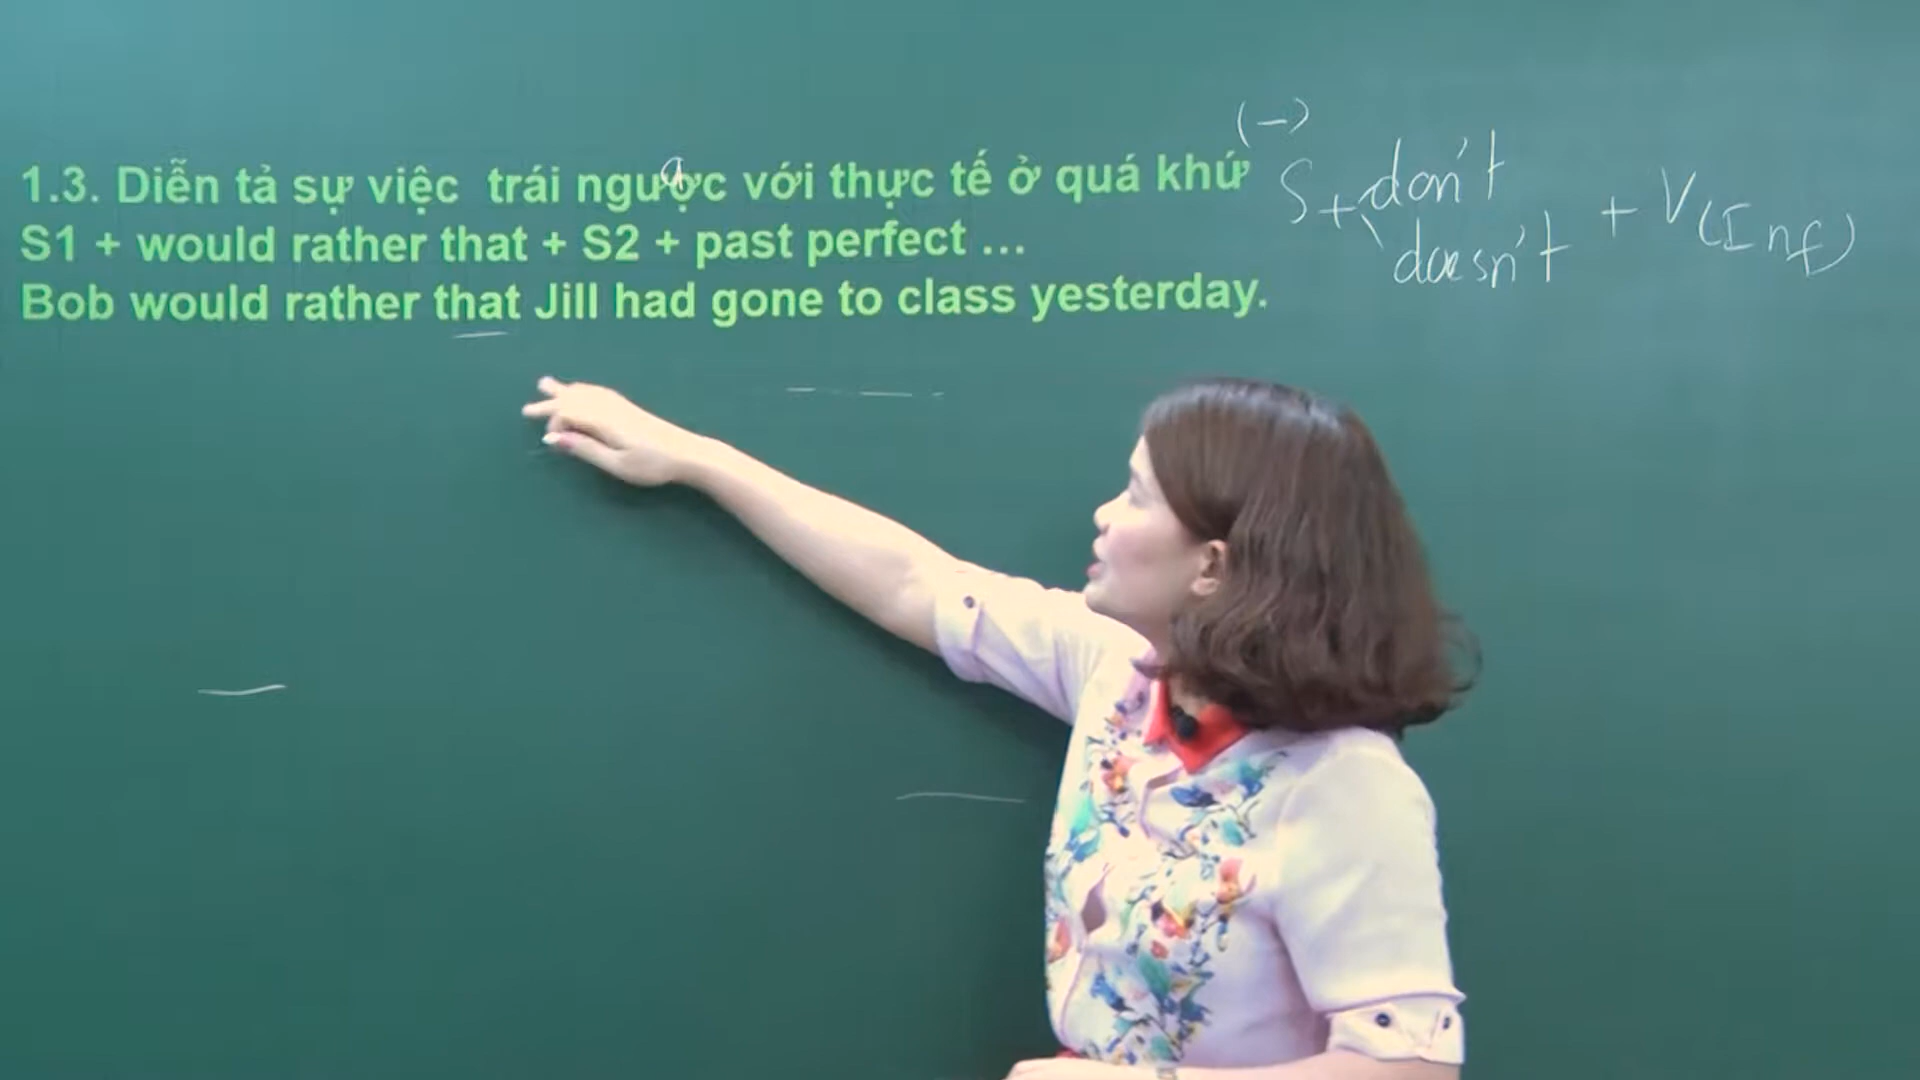 1.3. Diễn tả sự việc trái ngược với thực tế ở quá khứ
S1 + would rather that + S2 + past perfect ...
Bob would rather that Jill had gone to class yesterday.
(-)
S + don't
doesn't + V(Inf)